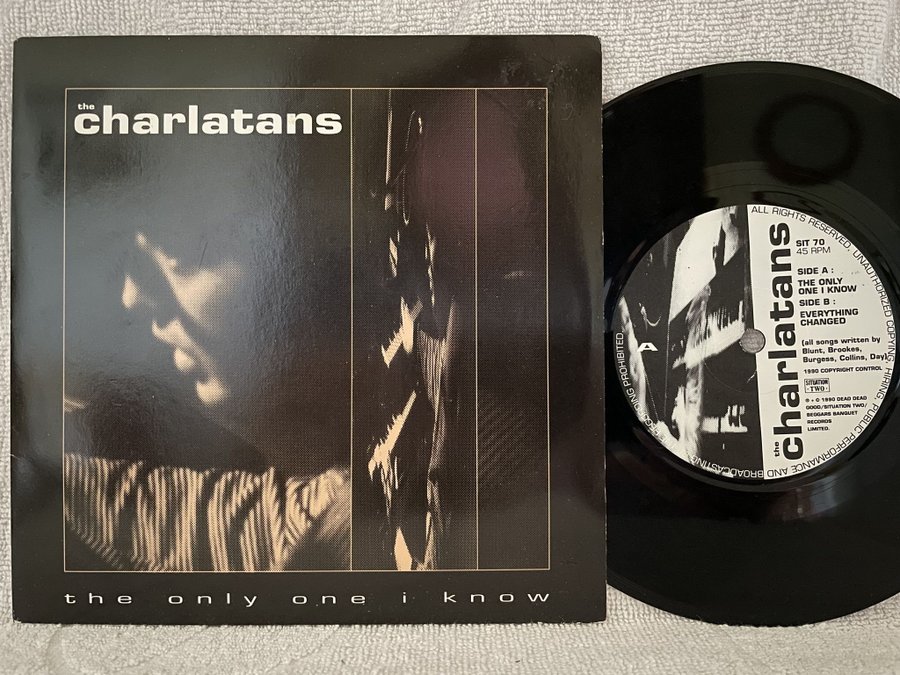 the
charlatans
the only one i know
ALL RIGHTS RESERVED. UNAUTHORIZED COPYING, HIRING, PUBLIC PERFORMANCE AND BROADCASTING
PROHIBITED
the
charlatans
SIT 70
45 RPM
SIDE A :
THE ONLY
ONE I KNOW
SIDE B :
EVERYTHING
CHANGED
(all songs written by
Blunt, Brookes,
Burgess, Collins, Day)
1990 COPYRIGHT CONTROL
SITUATION
TWO
℗ + © 1990 DEAD DEAD
GOOD/SITUATION TWO/
BEGGARS BANQUET
RECORDS
LIMITED.
A